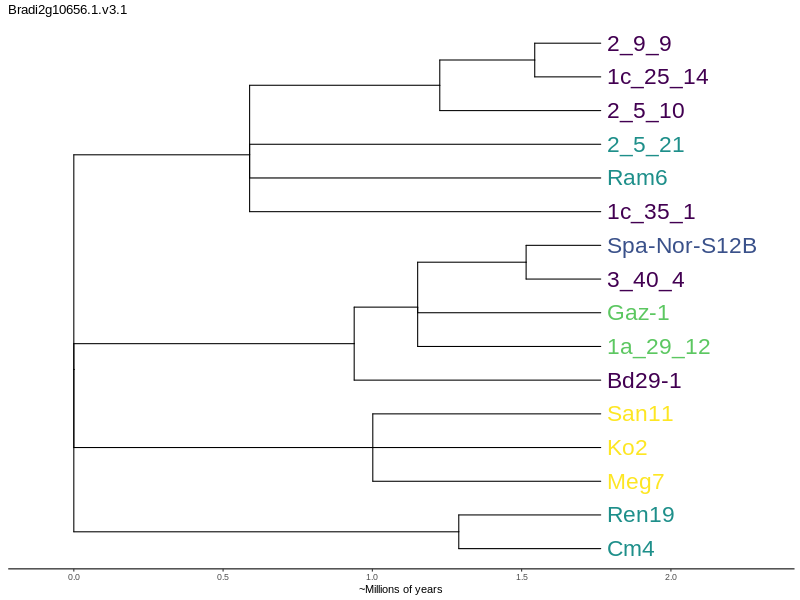 Bradi2g10656.1.v3.1
2_9_9
1c_25_14
2_5_10
2_5_21
Ram6
1c_35_1
Spa-Nor-S12B
3_40_4
Gaz-1
1a_29_12
Bd29-1
San11
Ko2
Meg7
Ren19
Cm4
0.0 0.5 1.0 1.5 2.0
~Millions of years